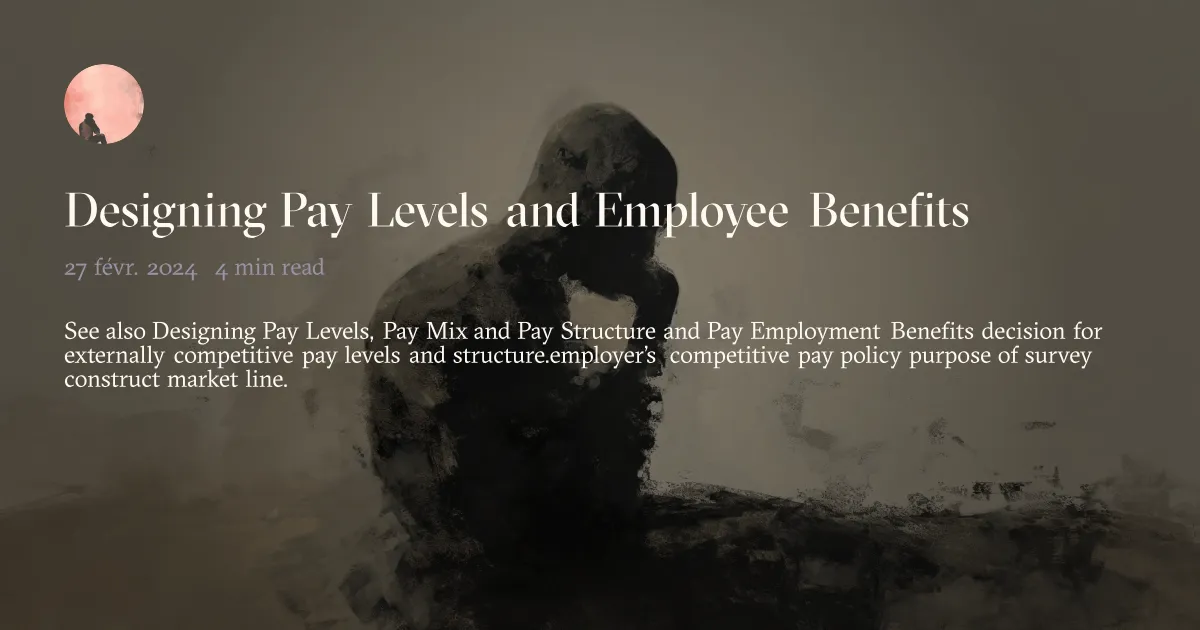 Designing Pay Levels and Employee Benefits
27 févr. 2024 4 min read
See also Designing Pay Levels, Pay Mix and Pay Structure and Pay Employment Benefits decision for
externally competitive pay levels and structure.employer’s competitive pay policy purpose of survey
construct market line.